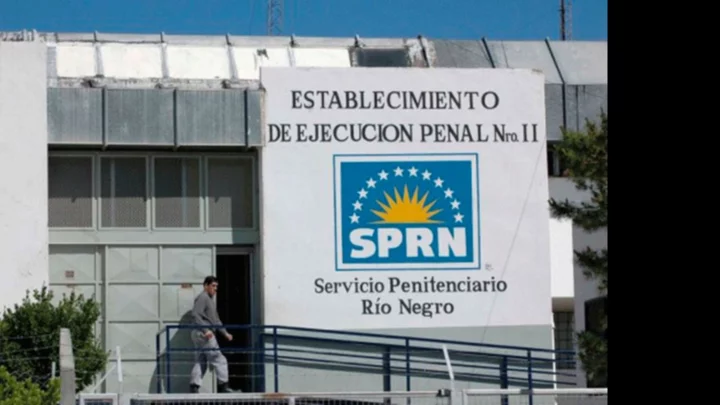 ESTABLECIMIENTO
DE EJECUCION PENAL Nro. II
SPRN
Servicio Penitenciario
Río Negro